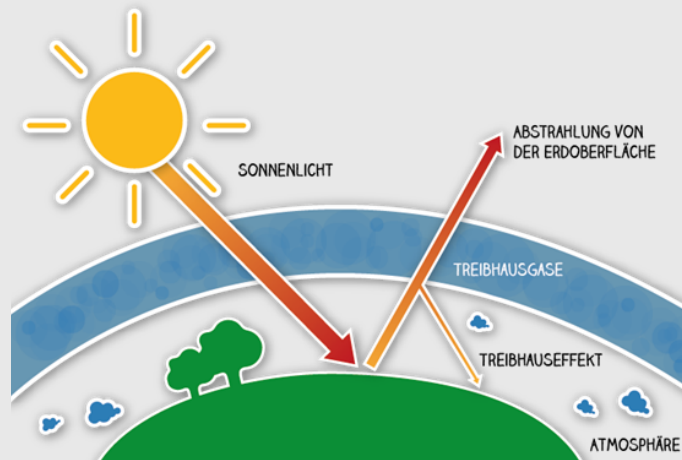 SONNENLICHT
ABSTRAHLUNG VON
DER ERDOBERFLÄCHE
TREIBHAUSGASE
TREIBHAUSEFFEKT
ATMOSPHÄRE